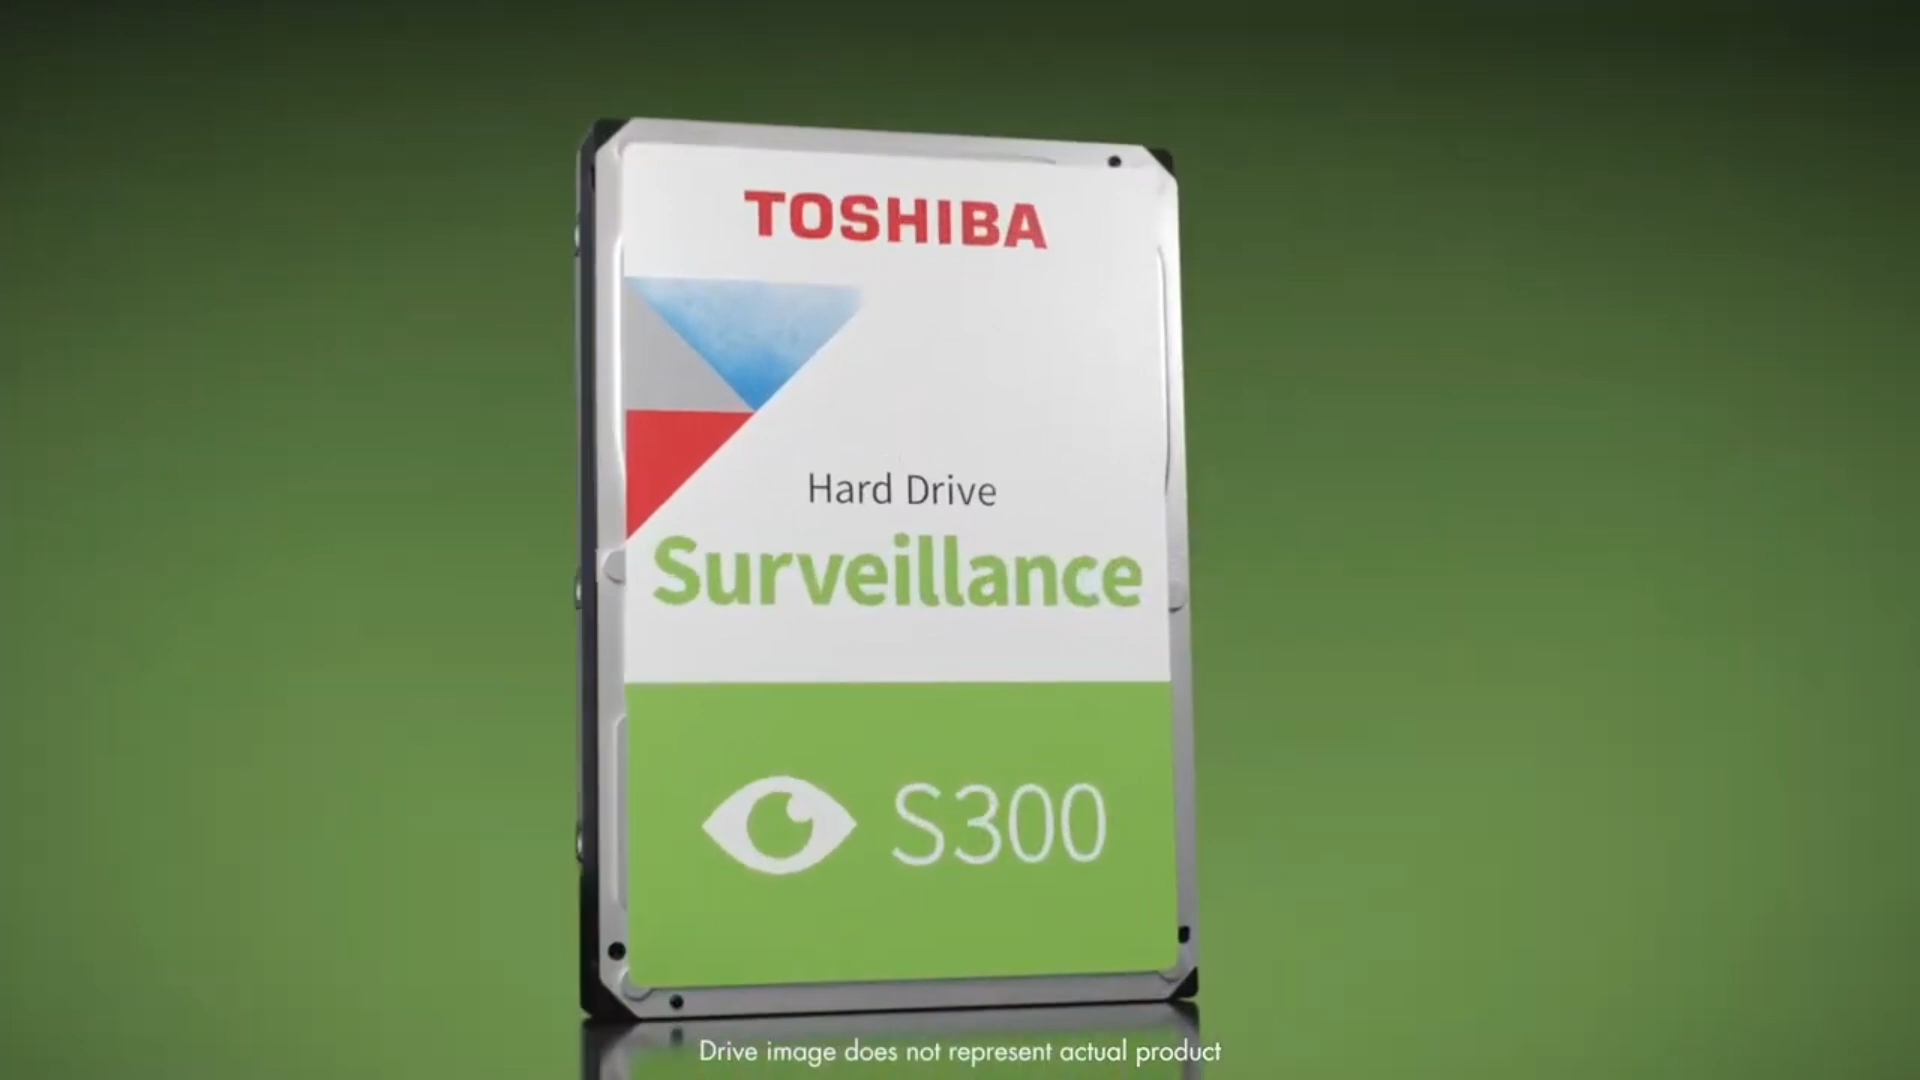 TOSHIBA
Hard Drive
Surveillance
S300
Drive image does not represent actual product